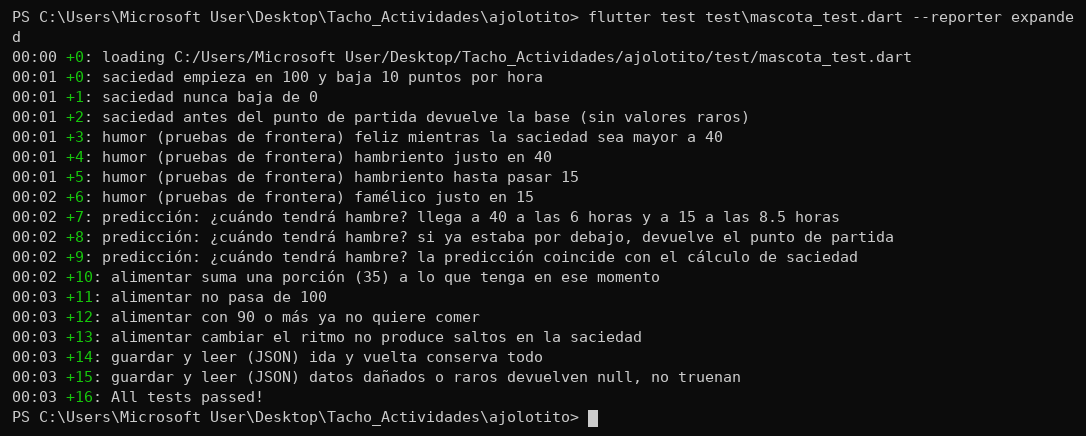 PS C:\Users\Microsoft User\Desktop\Tacho_Actividades\ajolotito> flutter test test\mascota_test.dart --reporter expande
d
00:00 +0: loading C:/Users/Microsoft User/Desktop/Tacho_Actividades/ajolotito/test/mascota_test.dart
00:01 +0: saciedad empieza en 100 y baja 10 puntos por hora
00:01 +1: saciedad nunca baja de 0
00:01 +2: saciedad antes del punto de partida devuelve la base (sin valores raros)
00:01 +3: humor (pruebas de frontera) feliz mientras la saciedad sea mayor a 40
00:01 +4: humor (pruebas de frontera) hambriento justo en 40
00:01 +5: humor (pruebas de frontera) hambriento hasta pasar 15
00:02 +6: humor (pruebas de frontera) famélico justo en 15
00:02 +7: predicción: ¿cuándo tendrá hambre? llega a 40 a las 6 horas y a 15 a las 8.5 horas
00:02 +8: predicción: ¿cuándo tendrá hambre? si ya estaba por debajo, devuelve el punto de partida
00:02 +9: predicción: ¿cuándo tendrá hambre? la predicción coincide con el cálculo de saciedad
00:02 +10: alimentar suma una porción (35) a lo que tenga en ese momento
00:03 +11: alimentar no pasa de 100
00:03 +12: alimentar con 90 o más ya no quiere comer
00:03 +13: alimentar cambiar el ritmo no produce saltos en la saciedad
00:03 +14: guardar y leer (JSON) ida y vuelta conserva todo
00:03 +15: guardar y leer (JSON) datos dañados o raros devuelven null, no truenan
00:03 +16: All tests passed!
PS C:\Users\Microsoft User\Desktop\Tacho_Actividades\ajolotito>